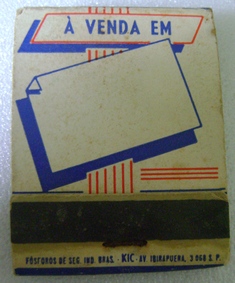 À VENDA EM
FÓSFOROS DE SEG. IND. BRAS. - KIC - AV. IBIRAPUERA, 3 068 S. P.